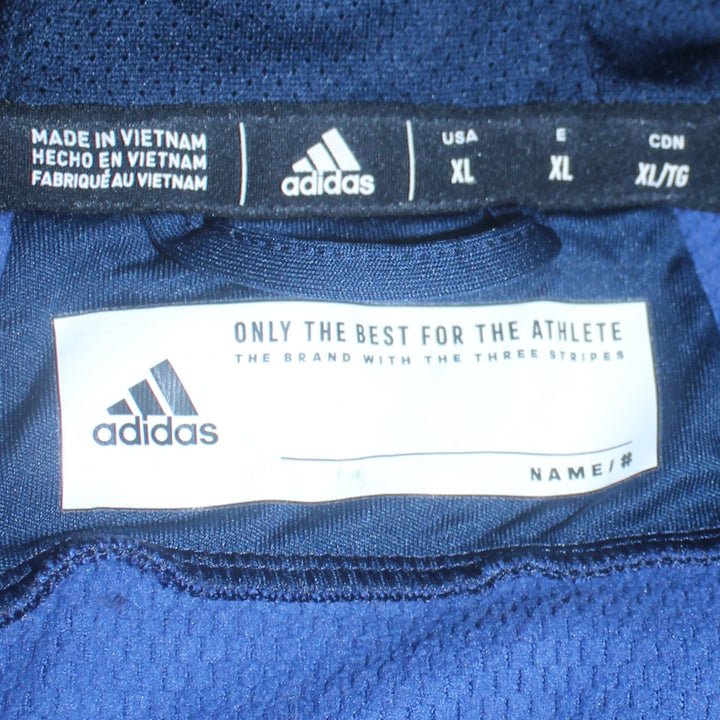 MADE IN VIETNAM
HECHO EN VIETNAM
FABRIQUÉ AU VIETNAM
adidas
USA
XL
E
XL
CDN
XL/TG
ONLY THE BEST FOR THE ATHLETE
THE BRAND WITH THE THREE STRIPES
adidas
NAME/#